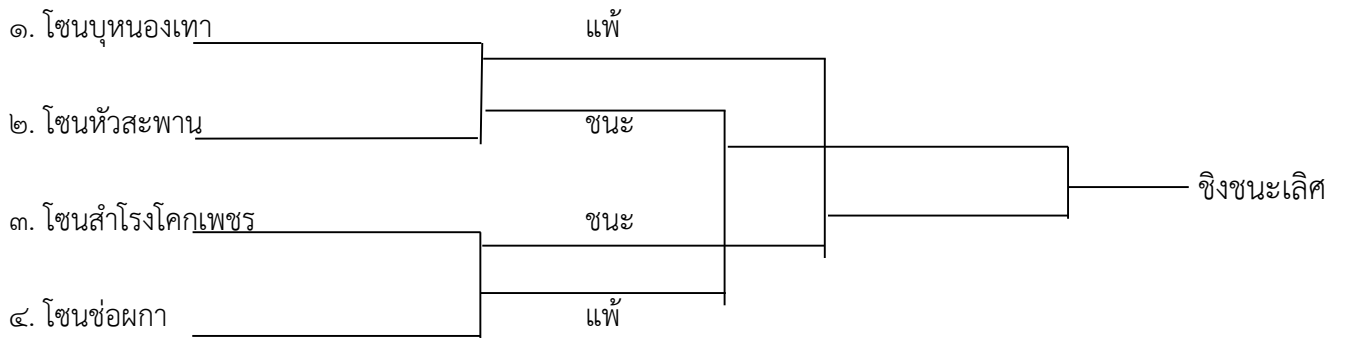 ๑. โซนบุหนองเทา แพ้
๒. โซนหัวสะพาน ชนะ
ชิงชนะเลิศ
๓. โซนสำโรงโคกเพชร ชนะ
๔. โซนช่อผกา แพ้